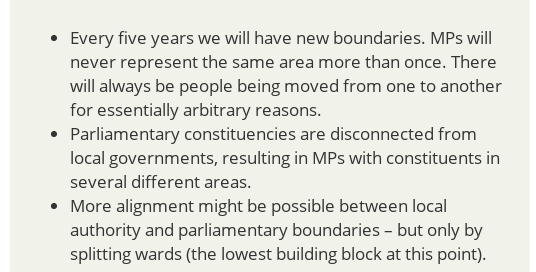 • Every five years we will have new boundaries. MPs will
never represent the same area more than once. There
will always be people being moved from one to another
for essentially arbitrary reasons.
• Parliamentary constituencies are disconnected from
local governments, resulting in MPs with constituents in
several different areas.
• More alignment might be possible between local
authority and parliamentary boundaries – but only by
splitting wards (the lowest building block at this point).